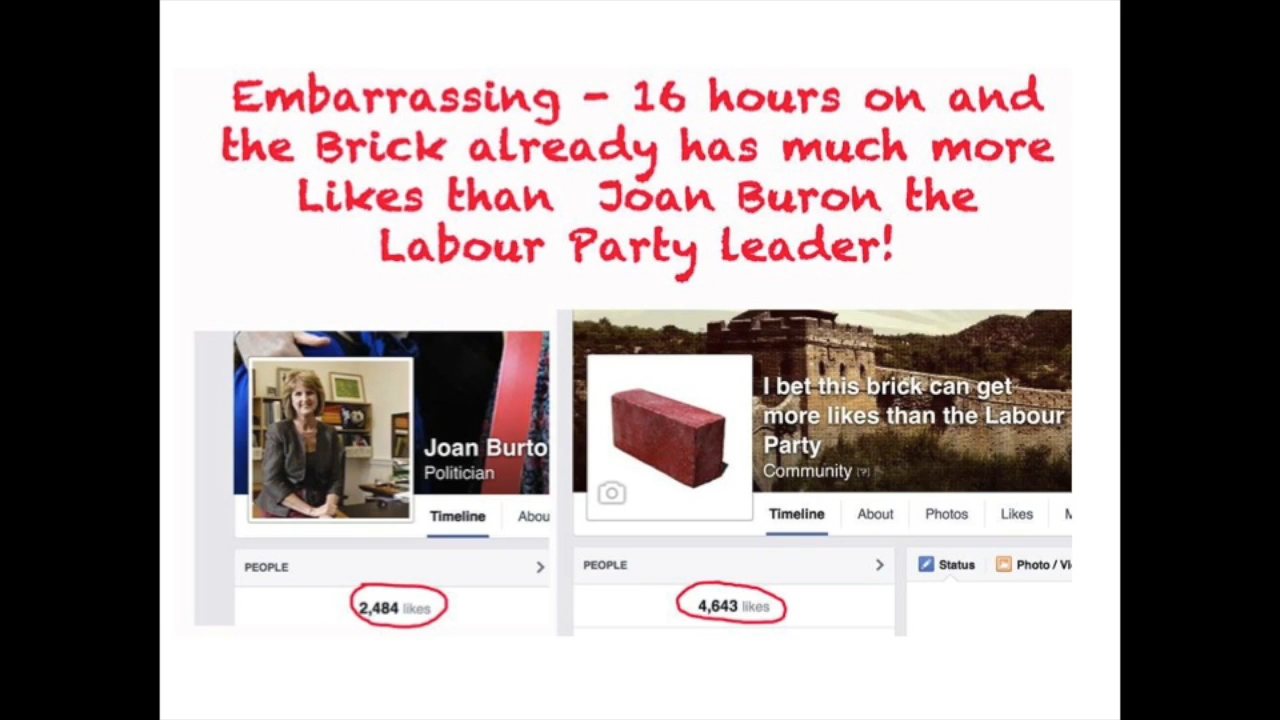 Embarrassing - 16 hours on and
the Brick already has much more
Likes than Joan Buron the
Labour Party leader!
Joan Burto
Politician
Timeline Abou
PEOPLE >
2,484 likes
I bet this brick can get
more likes than the Labour
Party
Community [?]
Timeline About Photos Likes M
PEOPLE >
4,643 likes
Status Photo / Vi